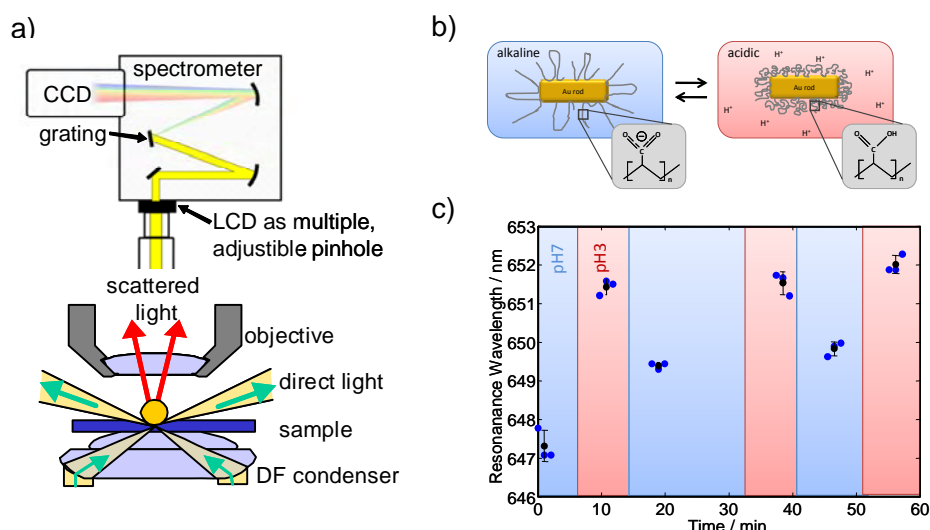 a)
spectrometer
CCD
grating
LCD as multiple,
adjustible pinhole
scattered
light
objective
direct light
sample
DF condenser
b)
alkaline
Au rod
O
⊖
O
C
n
acidic
H⁺
H⁺
H⁺
H⁺
H⁺
H⁺
H⁺
H⁺
Au rod
O
OH
C
n
c)
Resonanance Wavelength / nm
653
652
651
650
649
648
647
646
pH7
pH3
0
10
20
30
40
50
60
Time / min